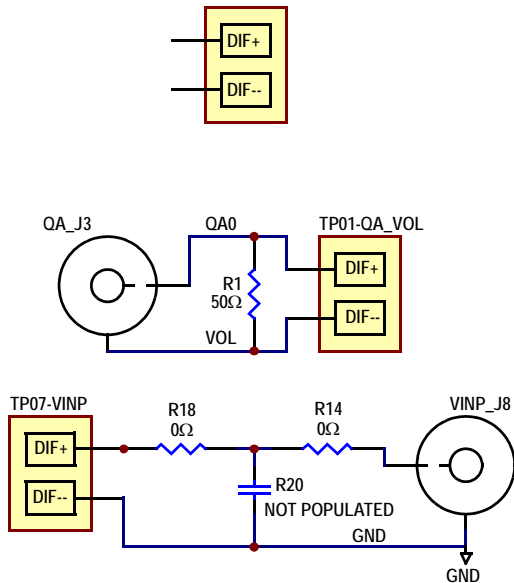 DIF+
DIF--
QA_J3
QA0
TP01-QA_VOL
DIF+
R1
50Ω
DIF--
VOL
TP07-VINP
R18
0Ω
R14
0Ω
VINP_J8
DIF+
DIF--
R20
NOT POPULATED
GND
GND